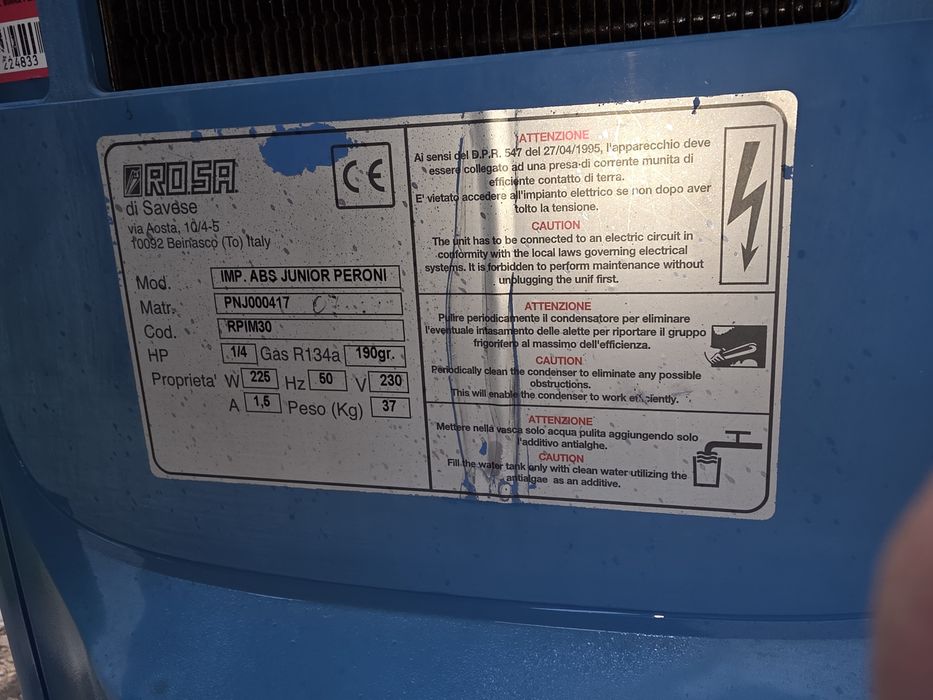 224833
ROSA
di Savese
via Aosta, 10/4-5
10092 Beinasco (To) Italy
CE
Mod. IMP. ABS JUNIOR PERONI
Matr. PNJ000417 07
Cod. RPIM30
HP 1/4 Gas R134a 190gr.
Proprieta' W 225 Hz 50 V 230
A 1,5 Peso (Kg) 37
ATTENZIONE
Ai sensi del D.P.R. 547 del 27/04/1995, l'apparecchio deve
essere collegato ad una presa di corrente munita di
efficiente contatto di terra.
E' vietato accedere all'impianto elettrico se non dopo aver
tolto la tensione.
CAUTION
The unit has to be connected to an electric circuit in
conformity with the local laws governing electrical
systems. It is forbidden to perform maintenance without
unplugging the unif first.
ATTENZIONE
Pulire periodicamente il condensatore per eliminare
l'eventuale intasamento delle alette per riportare il gruppo
frigorifero al massimo dell'efficienza.
CAUTION
Periodically clean the condenser to eliminate any possible
obstructions.
This will enable the condenser to work efficiently.
ATTENZIONE
Mettere nella vasca solo acqua pulita aggiungendo solo
l'additivo antialghe.
CAUTION
Fill the water tank only with clean water utilizing the
antialgae as an additive.